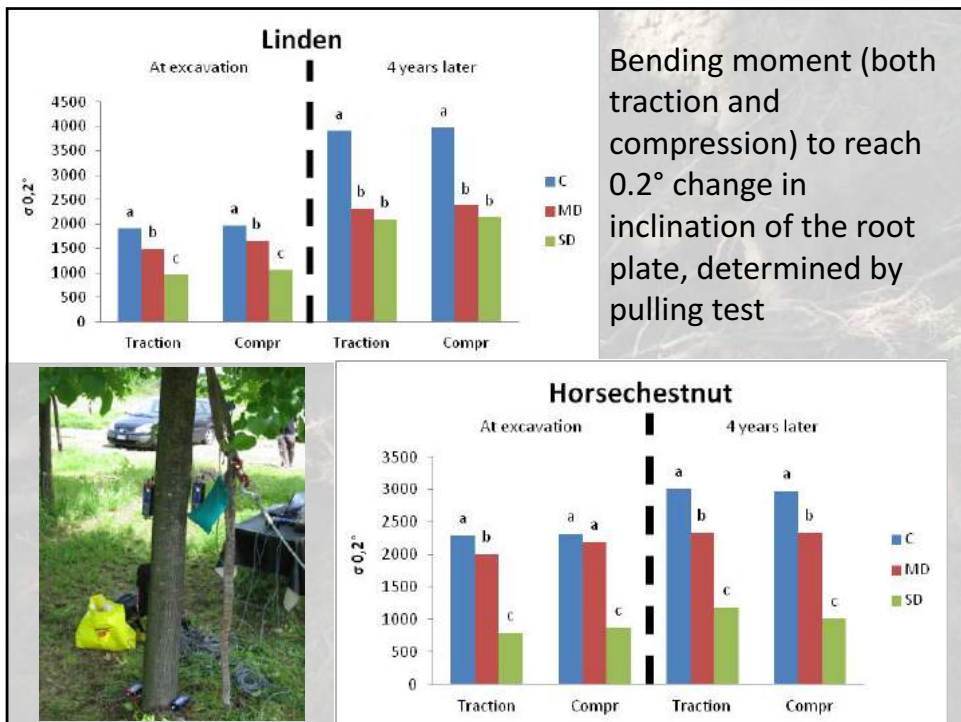 Linden
At excavation
4 years later
4500
4000
3500
3000
2500
2000
1500
1000
500
0
σ 0,2°
a
b
c
a
b
c
a
b
b
a
b
b
Traction
Compr
Traction
Compr
C
MD
SD
Bending moment (both
traction and
compression) to reach
0.2° change in
inclination of the root
plate, determined by
pulling test
Horsechestnut
At excavation
4 years later
3500
3000
2500
2000
1500
1000
500
0
σ 0,2°
a
b
c
a
a
c
a
b
c
a
b
c
Traction
Compr
Traction
Compr
C
MD
SD